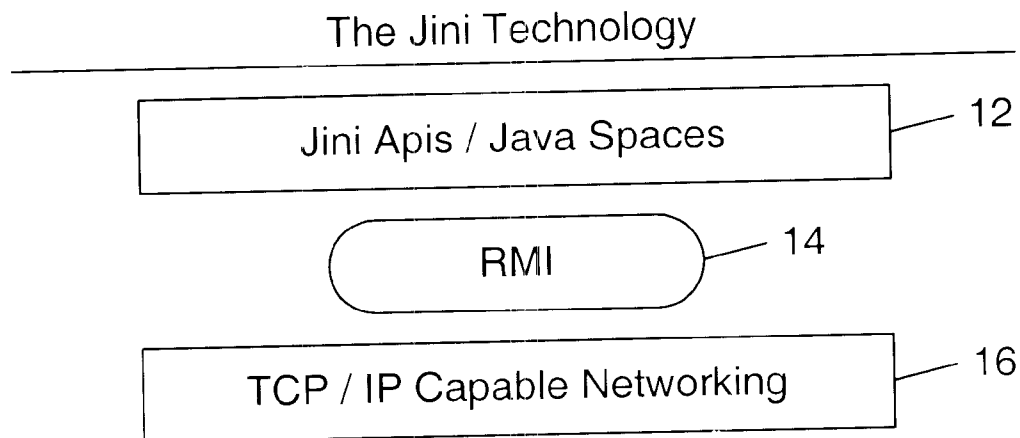 The Jini Technology
Jini Apis / Java Spaces
12
RMI
14
TCP / IP Capable Networking
16